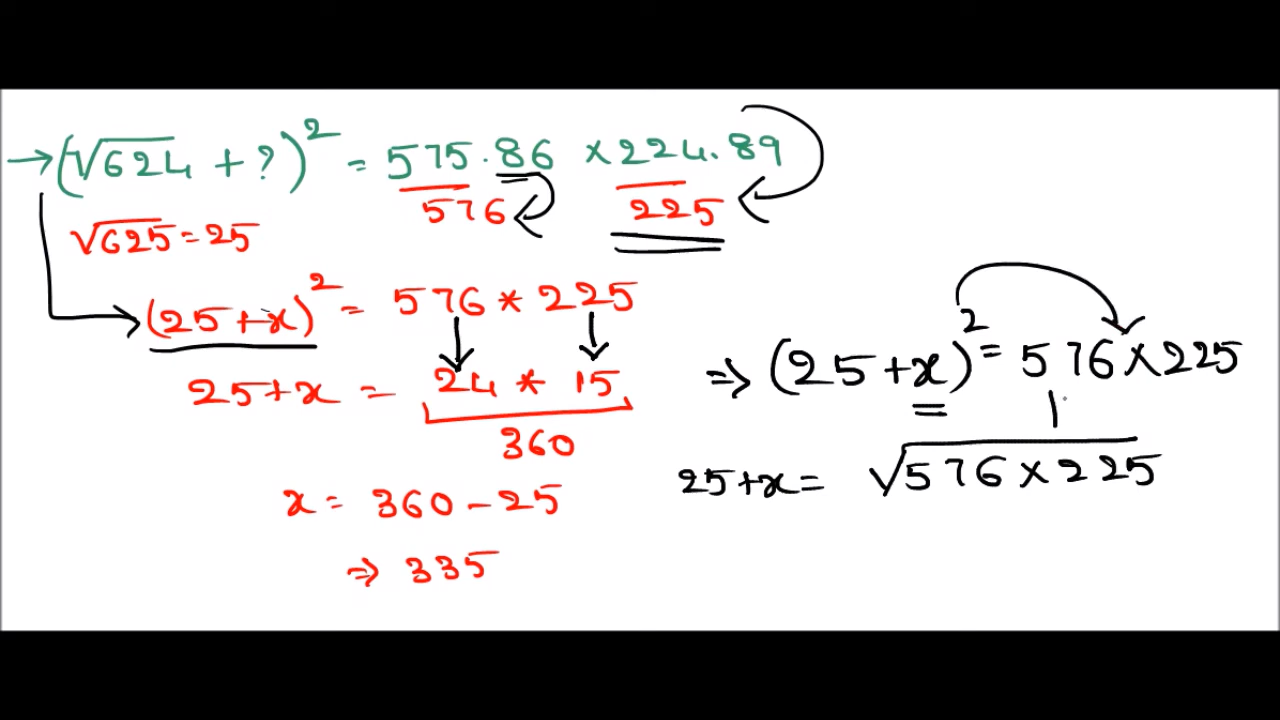 →(√624 + ?)² = 575.86 × 224.89
576 225
√625 = 25
(25+x)² = 576 * 225
25+x = 24 * 15
360
x = 360 - 25
⇒ 335
⇒ (25+x)² = 576×225
25+x = √576×225